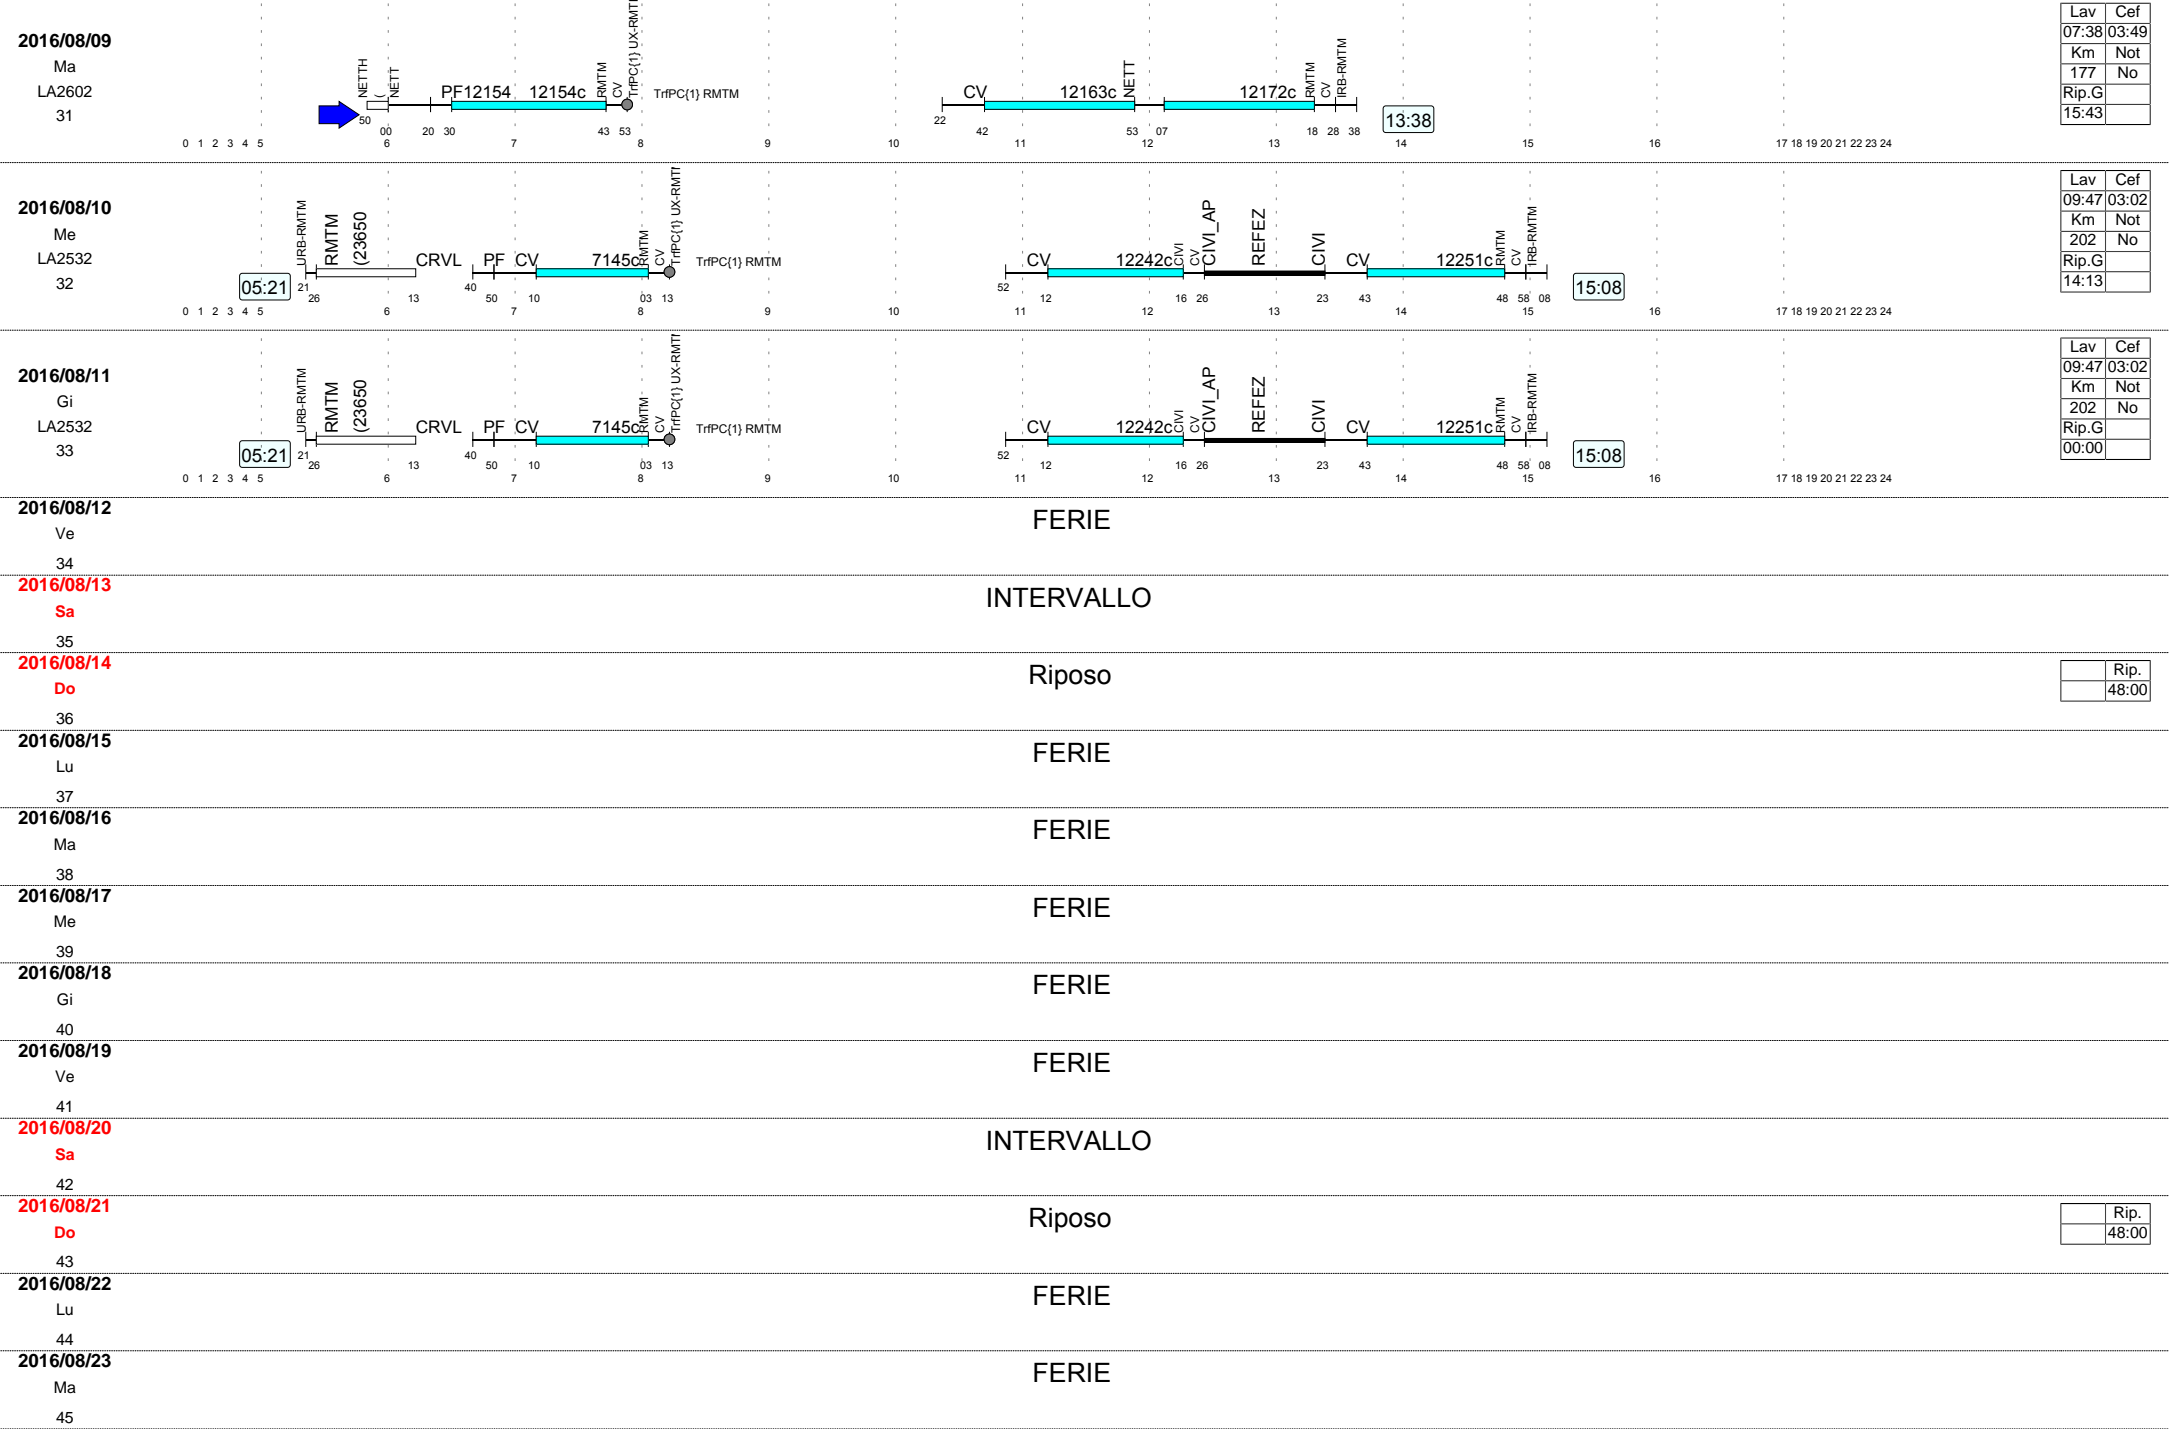 2016/08/09
Ma
LA2602
31
NETTH
(
NETT
PF 12154 12154c
RMTM
CV
TrfPC{1} UX-RMT
TrfPC{1} RMTM
CV 12163c
NETT
12172c
RMTM
CV
IRB-RMTM
50 00 20 30 43 53 22 42 53 07 18 28 38
13:38
0 1 2 3 4 5 6 7 8 9 10 11 12 13 14 15 16 17 18 19 20 21 22 23 24
Lav Cef
07:38 03:49
Km Not
177 No
Rip.G
15:43
2016/08/10
Me
LA2532
32
05:21
URB-RMTM
RMTM
(23650
CRVL PF CV 7145c
RMTM
CV
TrfPC{1} UX-RMT
TrfPC{1} RMTM
CV 12242c
CIVI
CV
CIVI_AP
REFEZ
CIVI
CV 12251c
RMTM
CV
IRB-RMTM
21 26 13 40 50 10 03 13 52 12 16 26 23 43 48 58 08
15:08
0 1 2 3 4 5 6 7 8 9 10 11 12 13 14 15 16 17 18 19 20 21 22 23 24
Lav Cef
09:47 03:02
Km Not
202 No
Rip.G
14:13
2016/08/11
Gi
LA2532
33
05:21
URB-RMTM
RMTM
(23650
CRVL PF CV 7145c
RMTM
CV
TrfPC{1} UX-RMT
TrfPC{1} RMTM
CV 12242c
CIVI
CV
CIVI_AP
REFEZ
CIVI
CV 12251c
RMTM
CV
IRB-RMTM
21 26 13 40 50 10 03 13 52 12 16 26 23 43 48 58 08
15:08
0 1 2 3 4 5 6 7 8 9 10 11 12 13 14 15 16 17 18 19 20 21 22 23 24
Lav Cef
09:47 03:02
Km Not
202 No
Rip.G
00:00
2016/08/12
Ve
34
FERIE
2016/08/13
Sa
35
INTERVALLO
2016/08/14
Do
36
Riposo
Rip.
48:00
2016/08/15
Lu
37
FERIE
2016/08/16
Ma
38
FERIE
2016/08/17
Me
39
FERIE
2016/08/18
Gi
40
FERIE
2016/08/19
Ve
41
FERIE
2016/08/20
Sa
42
INTERVALLO
2016/08/21
Do
43
Riposo
Rip.
48:00
2016/08/22
Lu
44
FERIE
2016/08/23
Ma
45
FERIE